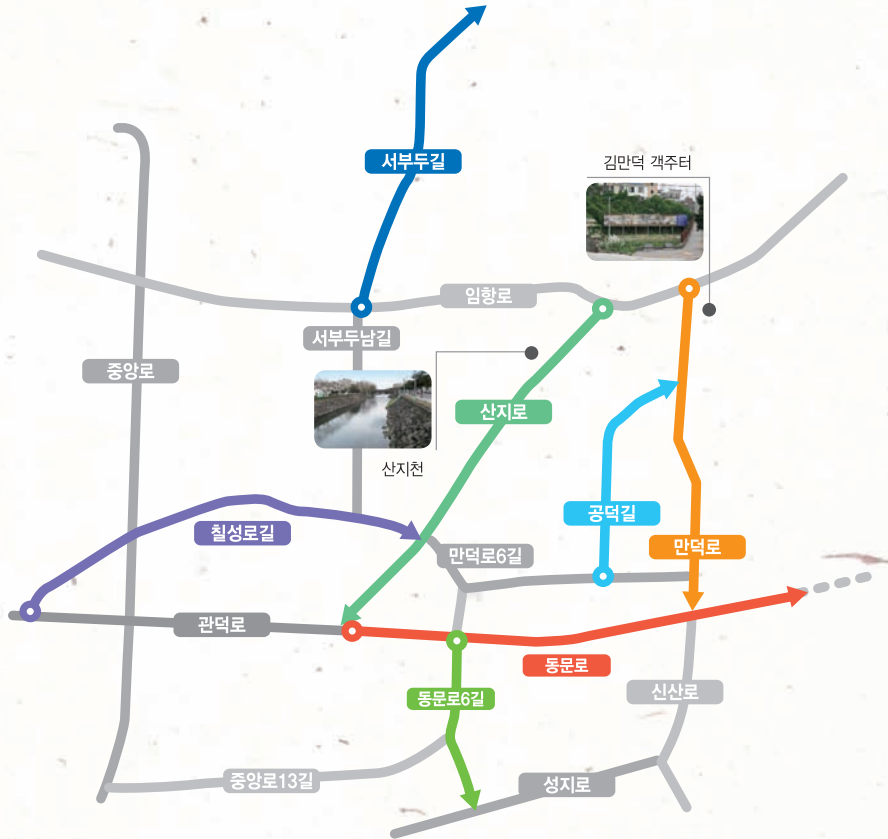 서부두길
김만덕 객주터
임항로
서부두남길
중앙로
산지로
산지천
공덕길
칠성로길
만덕로
만덕로6길
관덕로
동문로
신산로
동문로6길
중앙로13길
성지로